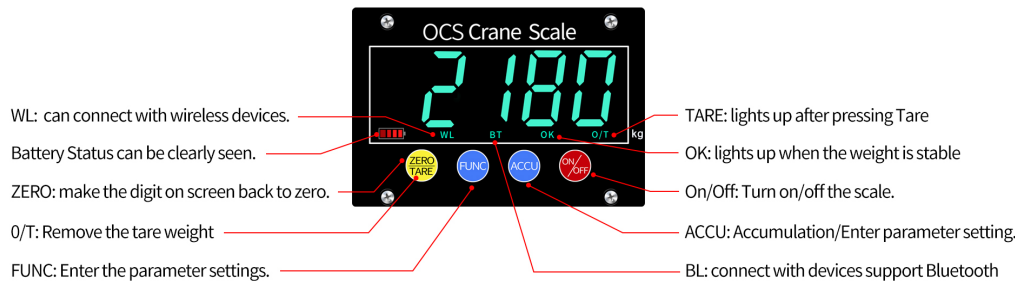 OCS Crane Scale
2180
WL BT OK O/T kg
ZERO TARE FUNC ACCU ON/OFF
WL: can connect with wireless devices.
Battery Status can be clearly seen.
ZERO: make the digit on screen back to zero.
0/T: Remove the tare weight
FUNC: Enter the parameter settings.
TARE: lights up after pressing Tare
OK: lights up when the weight is stable
On/Off: Turn on/off the scale.
ACCU: Accumulation/Enter parameter setting.
BL: connect with devices support Bluetooth